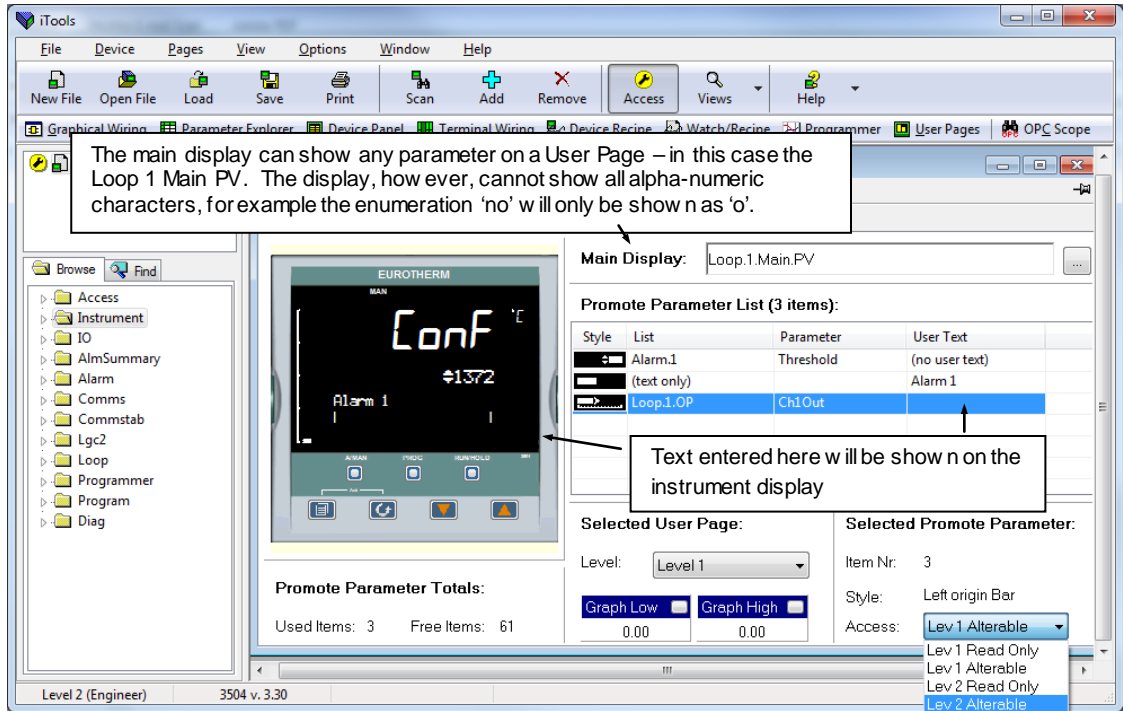 iTools
File Device Pages View Options Window Help
New File Open File Load Save Print Scan Add Remove Access Views Help
Graphical Wiring Parameter Explorer Device Panel Terminal Wiring Device Recipe Watch/Recipe Programmer User Pages OPC Scope
The main display can show any parameter on a User Page – in this case the
Loop 1 Main PV. The display, how ever, cannot show all alpha-numeric
characters, for example the enumeration ‘no’ w ill only be show n as ‘o’.
Browse Find
Access
Instrument
IO
AlmSummary
Alarm
Comms
Commstab
Lgc2
Loop
Programmer
Program
Diag
EUROTHERM
MAN
ConF °C
1372
Alarm 1
A/MAN PROG RUN/HOLD
Main Display: Loop.1.Main.PV ...
Promote Parameter List (3 items):
Style List Parameter User Text
Alarm.1 Threshold (no user text)
(text only) Alarm 1
Loop.1.OP Ch1Out
Text entered here w ill be show n on the
instrument display
Promote Parameter Totals:
Used Items: 3 Free Items: 61
Selected User Page:
Level: Level 1
Graph Low Graph High
0.00 0.00
Selected Promote Parameter:
Item Nr: 3
Style: Left origin Bar
Access: Lev 1 Alterable
Lev 1 Read Only
Lev 1 Alterable
Lev 2 Read Only
Lev 2 Alterable
Level 2 (Engineer) 3504 v. 3.30